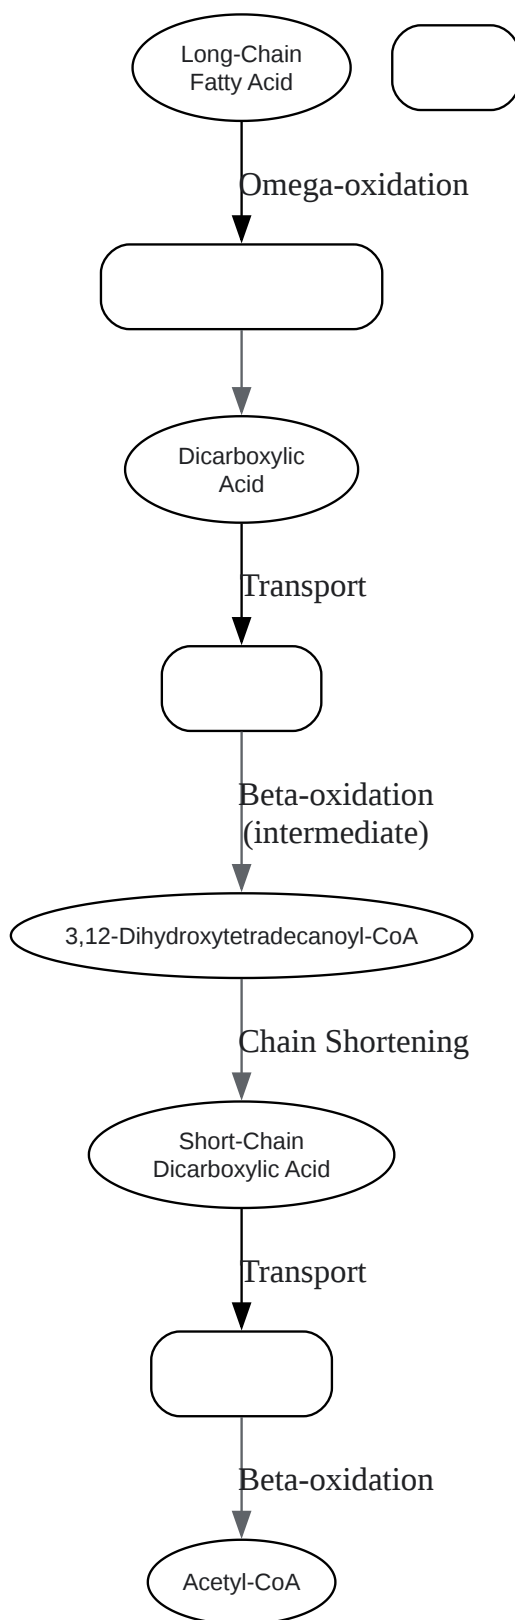 Long-Chain
Fatty Acid
Omega-oxidation
Dicarboxylic
Acid
Transport
Beta-oxidation
(intermediate)
3,12-Dihydroxytetradecanoyl-CoA
Chain Shortening
Short-Chain
Dicarboxylic Acid
Transport
Beta-oxidation
Acetyl-CoA